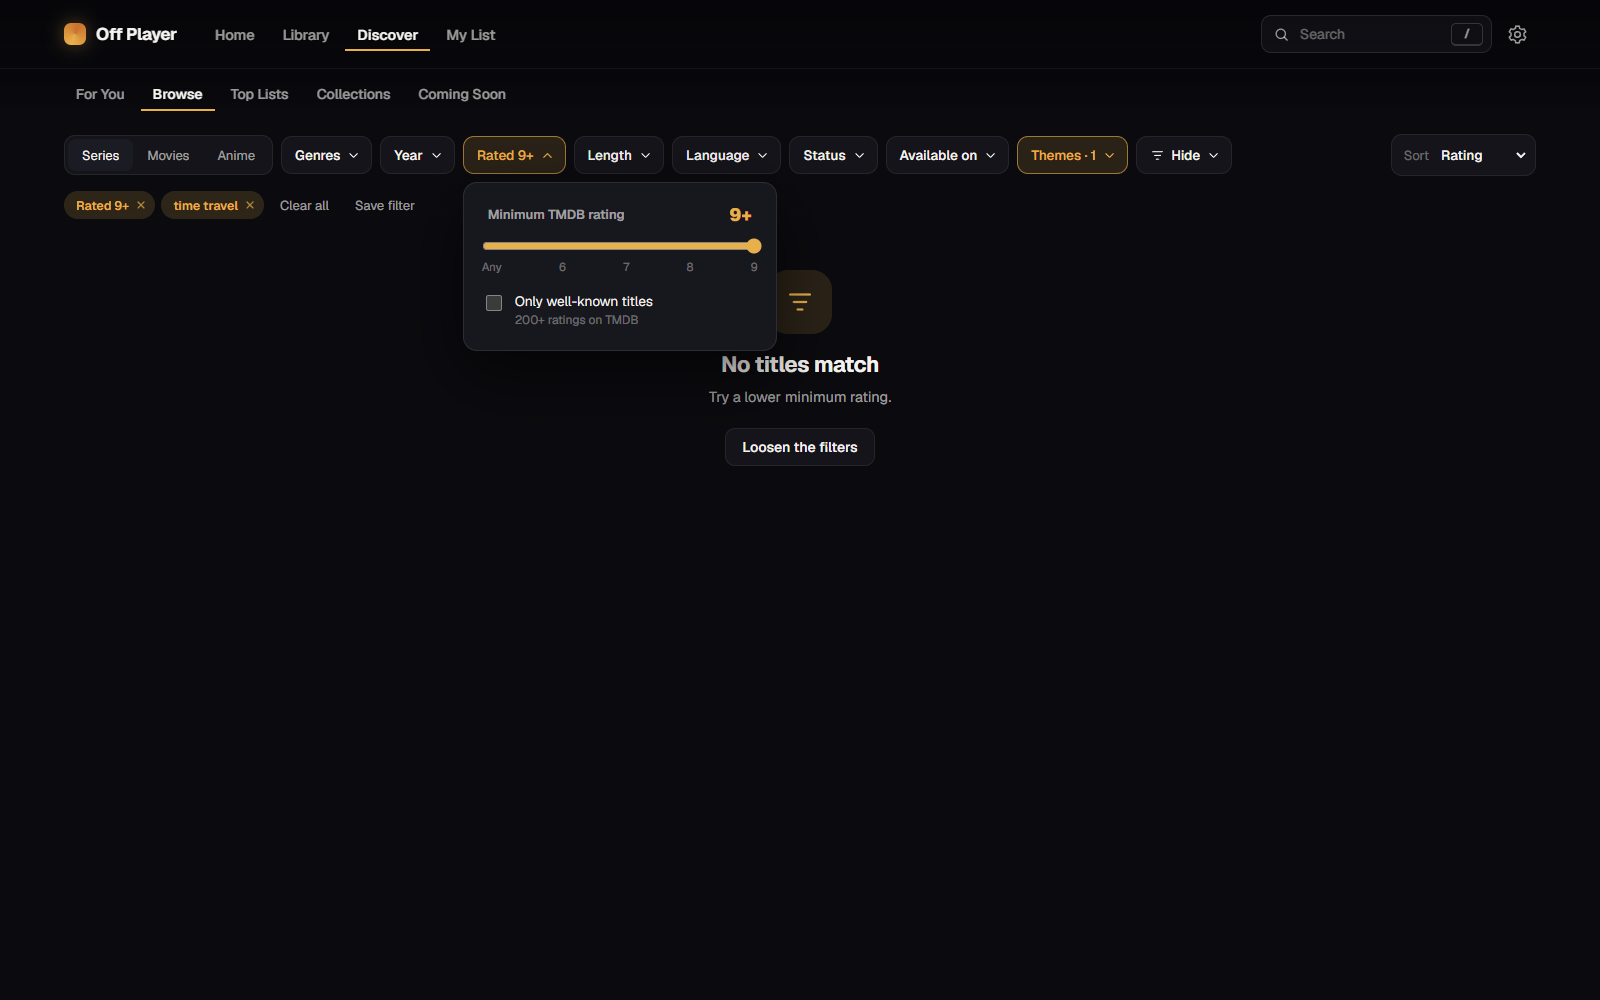 Off Player
Home
Library
Discover
My List
Search
/
For You
Browse
Top Lists
Collections
Coming Soon
Series
Movies
Anime
Genres
Year
Rated 9+
Length
Language
Status
Available on
Themes · 1
Hide
Sort
Rating
Rated 9+ ×
time travel ×
Clear all
Save filter
Minimum TMDB rating
9+
Any
6
7
8
9
Only well-known titles
200+ ratings on TMDB
No titles match
Try a lower minimum rating.
Loosen the filters